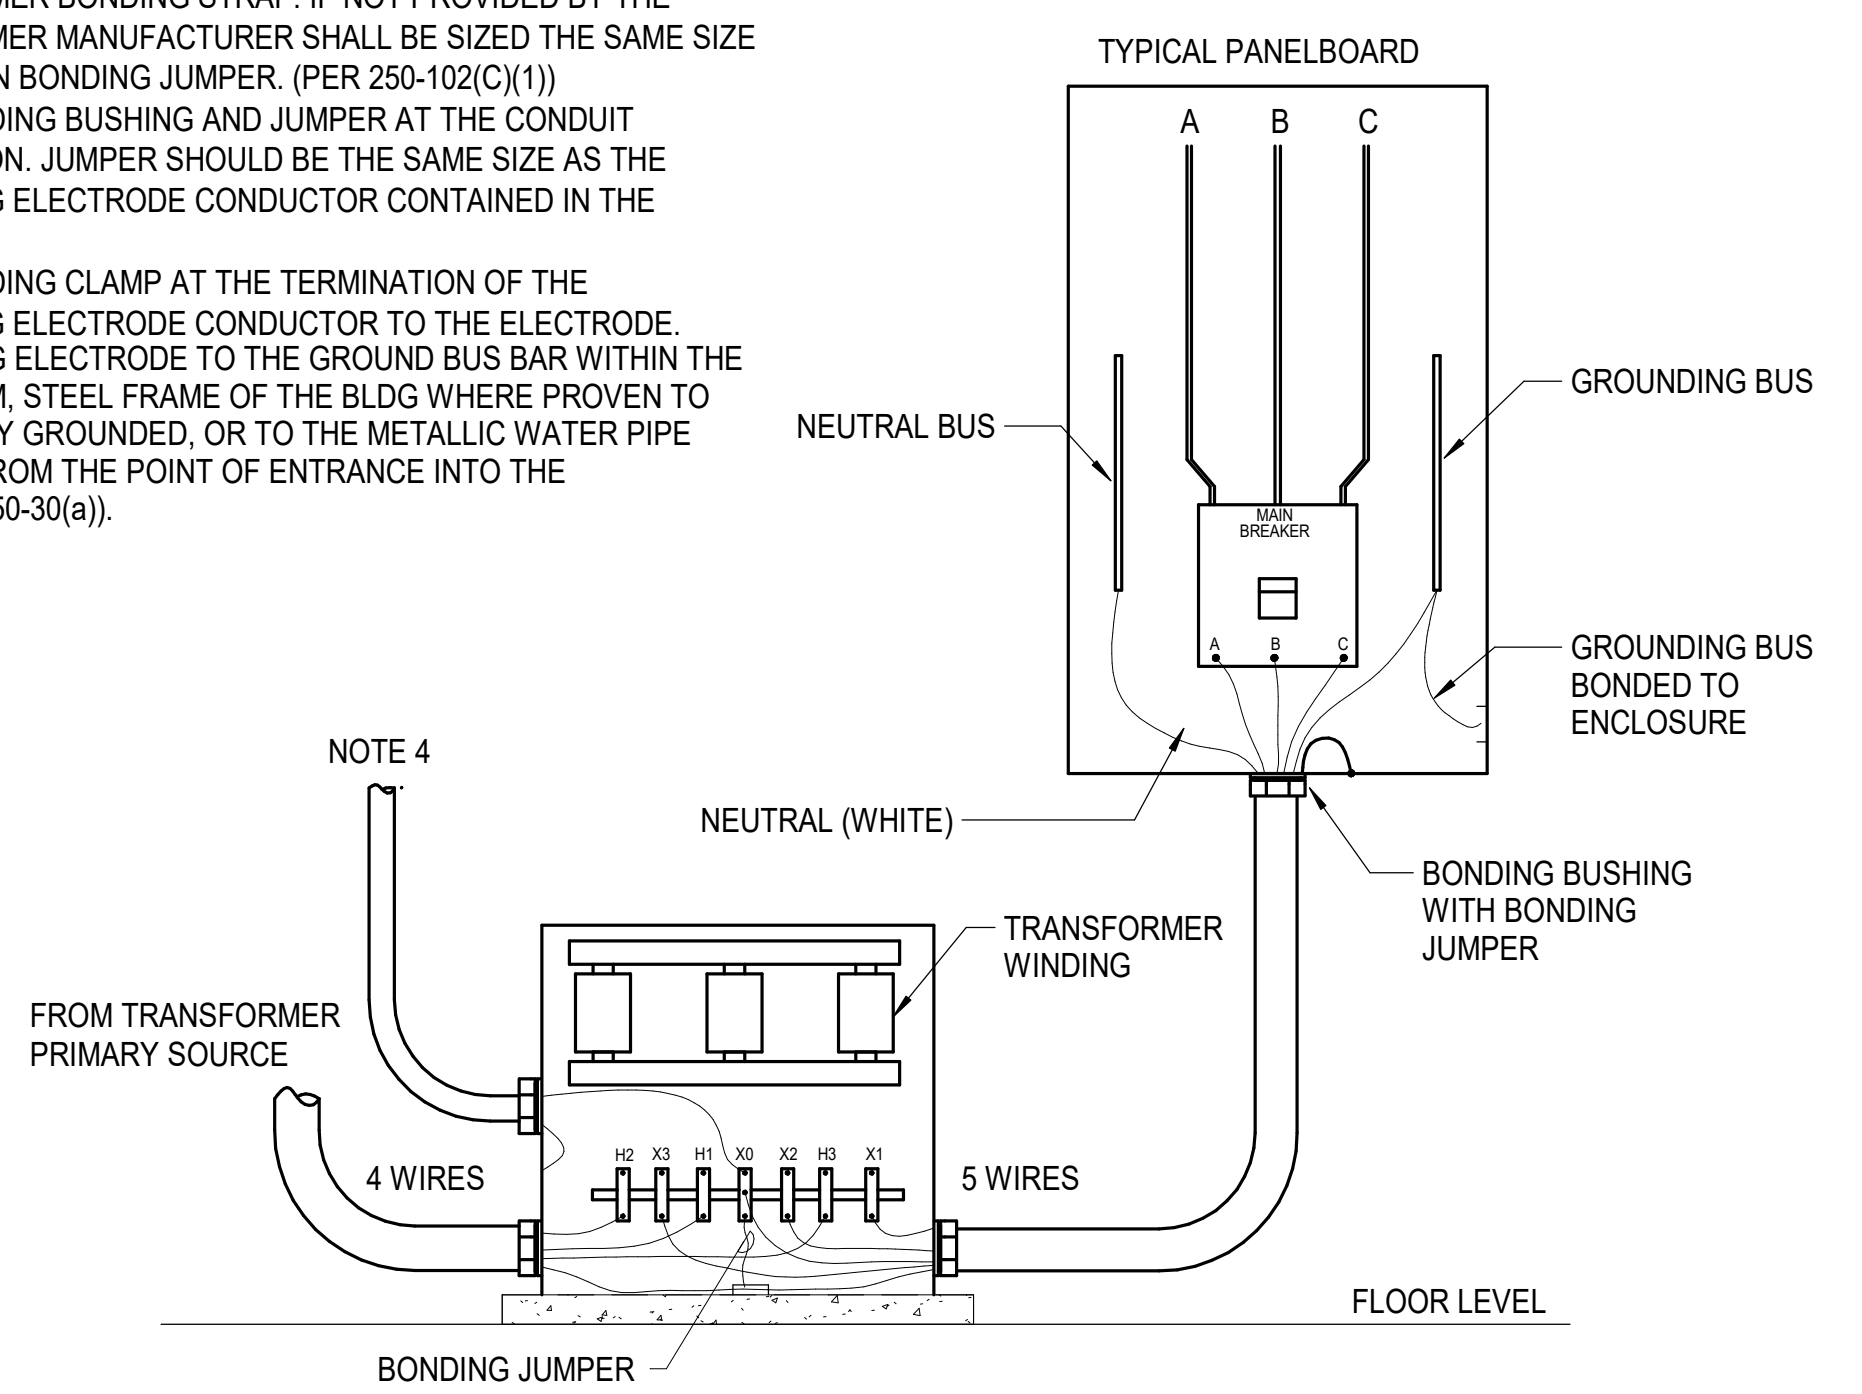 MER BONDING STRAP. IF NOT PROVIDED BY THE
MER MANUFACTURER SHALL BE SIZED THE SAME SIZE
N BONDING JUMPER. (PER 250-102(C)(1))
DING BUSHING AND JUMPER AT THE CONDUIT
ON. JUMPER SHOULD BE THE SAME SIZE AS THE
G ELECTRODE CONDUCTOR CONTAINED IN THE
DING CLAMP AT THE TERMINATION OF THE
G ELECTRODE CONDUCTOR TO THE ELECTRODE.
G ELECTRODE TO THE GROUND BUS BAR WITHIN THE
M, STEEL FRAME OF THE BLDG WHERE PROVEN TO
Y GROUNDED, OR TO THE METALLIC WATER PIPE
ROM THE POINT OF ENTRANCE INTO THE
50-30(a)).
TYPICAL PANELBOARD
A B C
GROUNDING BUS
NEUTRAL BUS
MAIN
BREAKER
A B C
GROUNDING BUS
BONDED TO
ENCLOSURE
NOTE 4
NEUTRAL (WHITE)
BONDING BUSHING
WITH BONDING
JUMPER
TRANSFORMER
WINDING
FROM TRANSFORMER
PRIMARY SOURCE
H2 X3 H1 X0 X2 H3 X1
4 WIRES
5 WIRES
FLOOR LEVEL
BONDING JUMPER